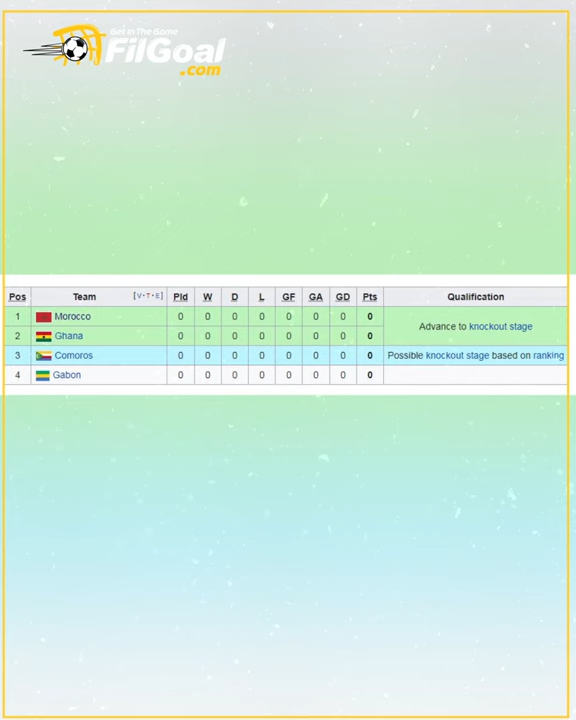 Get In The Game
FilGoal
.com
Pos Team [V·T·E] Pld W D L GF GA GD Pts Qualification
1 Morocco 0 0 0 0 0 0 0 0 Advance to knockout stage
2 Ghana 0 0 0 0 0 0 0 0
3 Comoros 0 0 0 0 0 0 0 0 Possible knockout stage based on ranking
4 Gabon 0 0 0 0 0 0 0 0